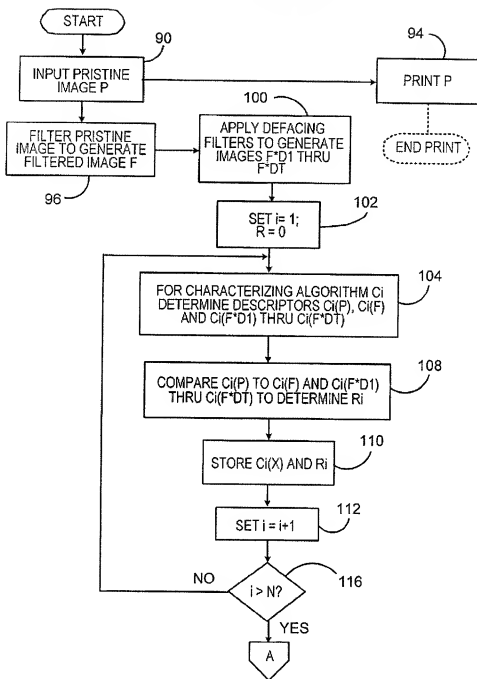 START
90
INPUT PRISTINE
IMAGE P
94
PRINT P
END PRINT
FILTER PRISTINE
IMAGE TO GENERATE
FILTERED IMAGE F
96
100
APPLY DEFACING
FILTERS TO GENERATE
IMAGES F*D1 THRU
F*DT
102
SET i= 1;
R = 0
104
FOR CHARACTERIZING ALGORITHM Ci
DETERMINE DESCRIPTORS Ci(P), Ci(F)
AND Ci(F*D1) THRU Ci(F*DT)
108
COMPARE Ci(P) TO Ci(F) AND Ci(F*D1)
THRU Ci(F*DT) TO DETERMINE Ri
110
STORE Ci(X) AND Ri
112
SET i = i+1
116
NO
i > N?
YES
A